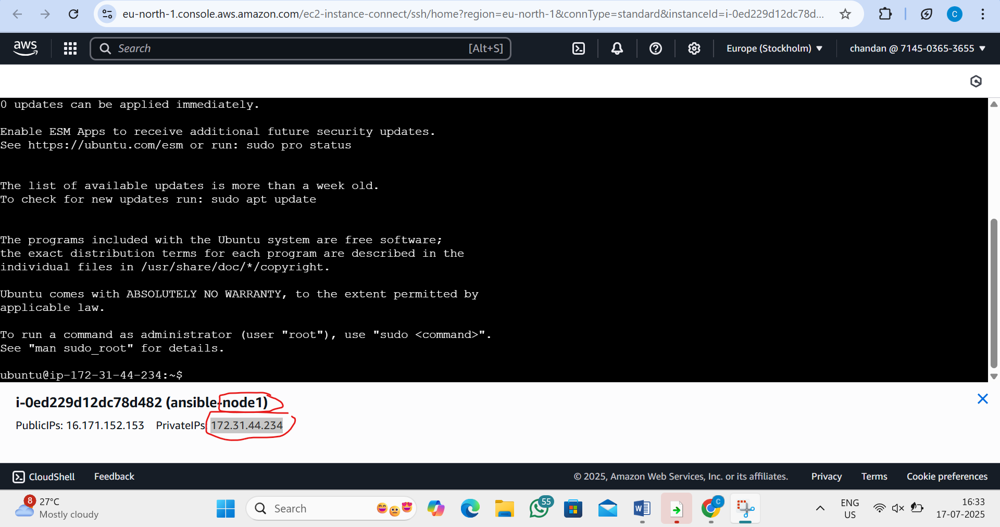 eu-north-1.console.aws.amazon.com/ec2-instance-connect/ssh/home?region=eu-north-1&connType=standard&instanceId=i-0ed229d12dc78d...
C
aws
Search [Alt+S]
Europe (Stockholm)
chandan @ 7145-0365-3655
0 updates can be applied immediately.
Enable ESM Apps to receive additional future security updates.
See https://ubuntu.com/esm or run: sudo pro status
The list of available updates is more than a week old.
To check for new updates run: sudo apt update
The programs included with the Ubuntu system are free software;
the exact distribution terms for each program are described in the
individual files in /usr/share/doc/*/copyright.
Ubuntu comes with ABSOLUTELY NO WARRANTY, to the extent permitted by
applicable law.
To run a command as administrator (user "root"), use "sudo <command>".
See "man sudo_root" for details.
ubuntu@ip-172-31-44-234:~$
i-0ed229d12dc78d482 (ansible-node1)
PublicIPs: 16.171.152.153 PrivateIPs: 172.31.44.234
CloudShell Feedback © 2025, Amazon Web Services, Inc. or its affiliates. Privacy Terms Cookie preferences
8
27°C
Mostly cloudy
Search
55
W
C
ENG
US
16:33
17-07-2025